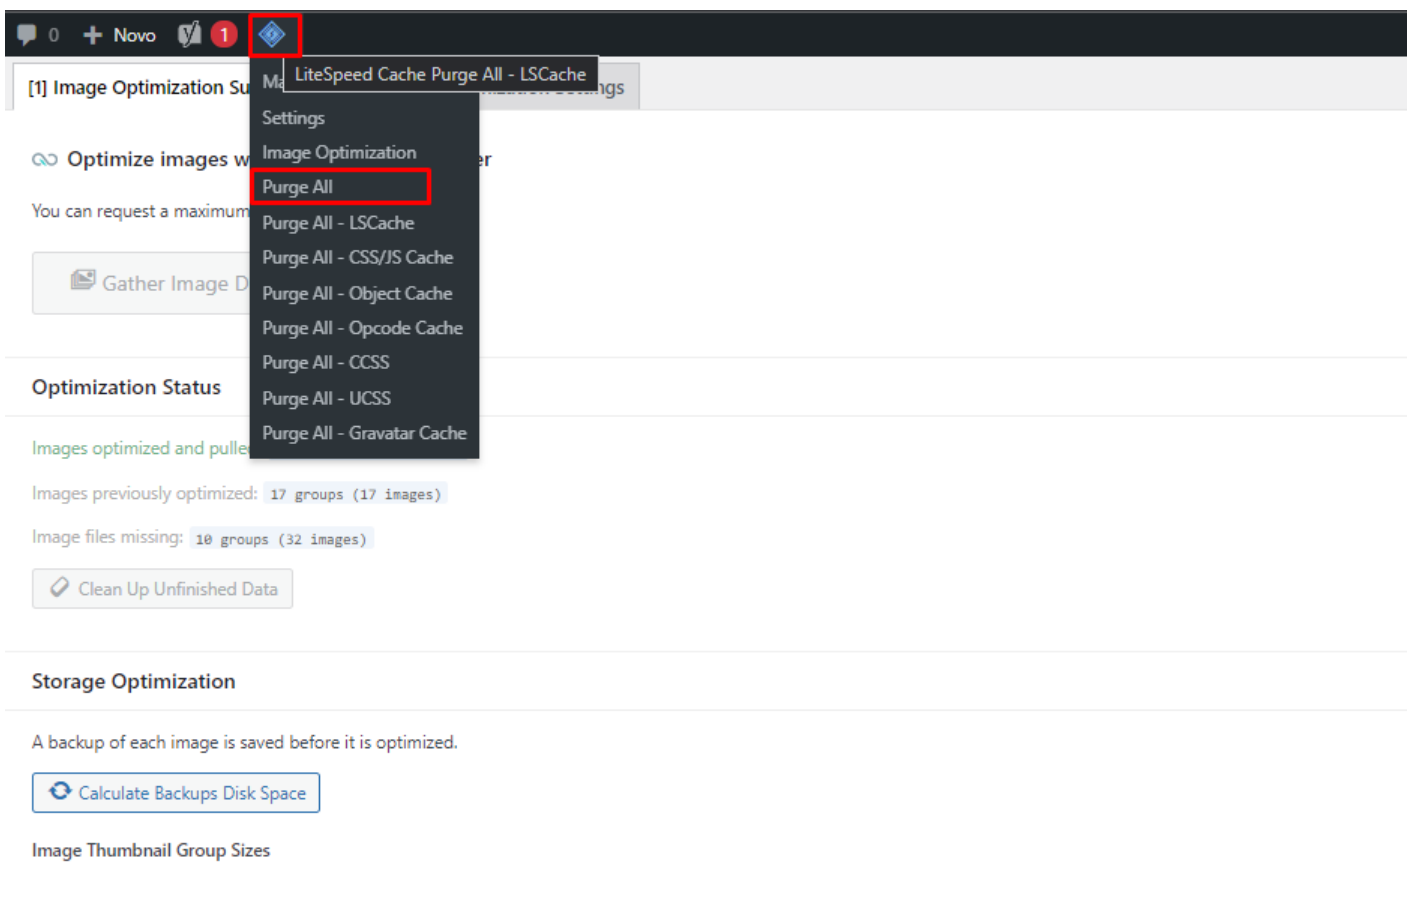 0 Novo 1
LiteSpeed Cache Purge All - LSCache
[1] Image Optimization Su
Settings
Image Optimization
Optimize images w
You can request a maximum
Purge All
Purge All - LSCache
Purge All - CSS/JS Cache
Gather Image D
Purge All - Object Cache
Purge All - Opcode Cache
Purge All - CCSS
Purge All - UCSS
Purge All - Gravatar Cache
Optimization Status
Images optimized and pulle
Images previously optimized: 17 groups (17 images)
Image files missing: 10 groups (32 images)
Clean Up Unfinished Data
Storage Optimization
A backup of each image is saved before it is optimized.
Calculate Backups Disk Space
Image Thumbnail Group Sizes